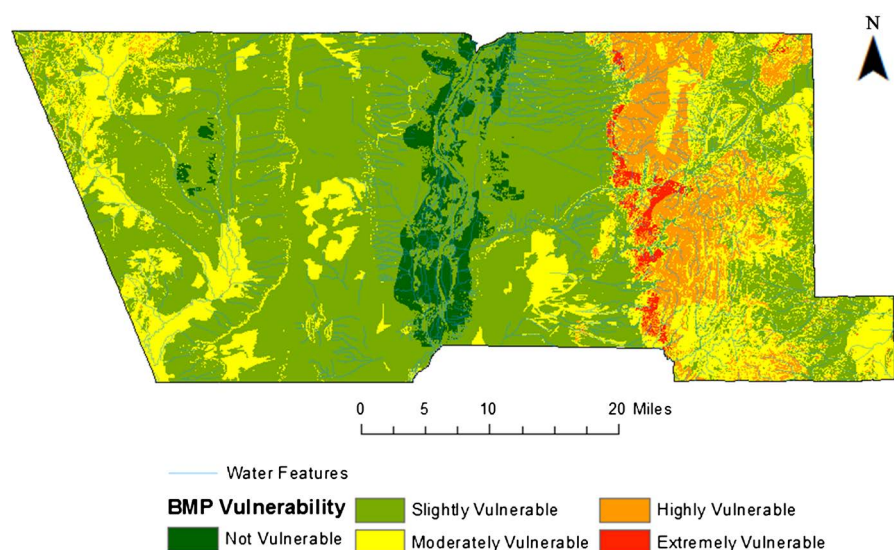 N
0 5 10 20 Miles
Water Features
BMP Vulnerability
Slightly Vulnerable
Highly Vulnerable
Not Vulnerable
Moderately Vulnerable
Extremely Vulnerable